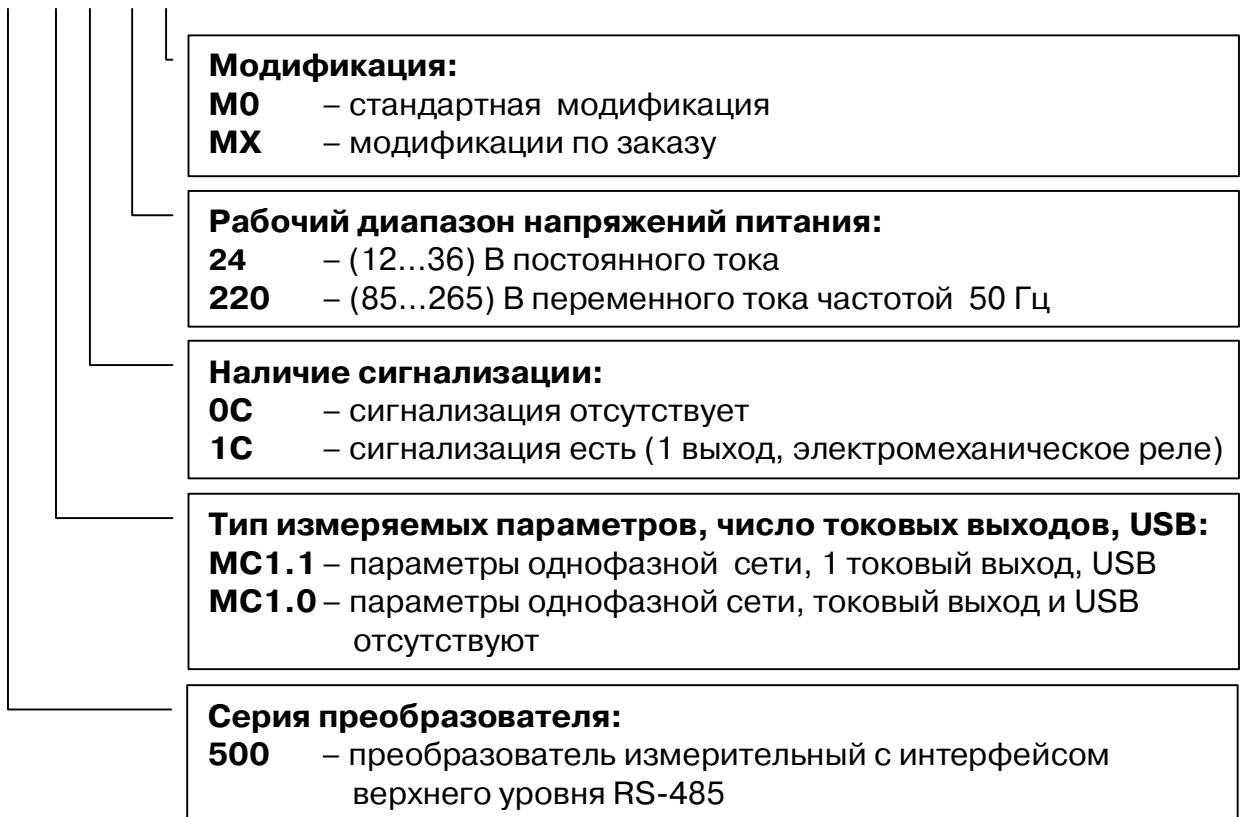 Модификация:
М0 – стандартная модификация
МХ – модификации по заказу
Рабочий диапазон напряжений питания:
24 – (12…36) В постоянного тока
220 – (85…265) В переменного тока частотой 50 Гц
Наличие сигнализации:
0С – сигнализация отсутствует
1С – сигнализация есть (1 выход, электромеханическое реле)
Тип измеряемых параметров, число токовых выходов, USB:
МС1.1 – параметры однофазной сети, 1 токовый выход, USB
МС1.0 – параметры однофазной сети, токовый выход и USB
отсутствуют
Серия преобразователя:
500 – преобразователь измерительный с интерфейсом
верхнего уровня RS-485